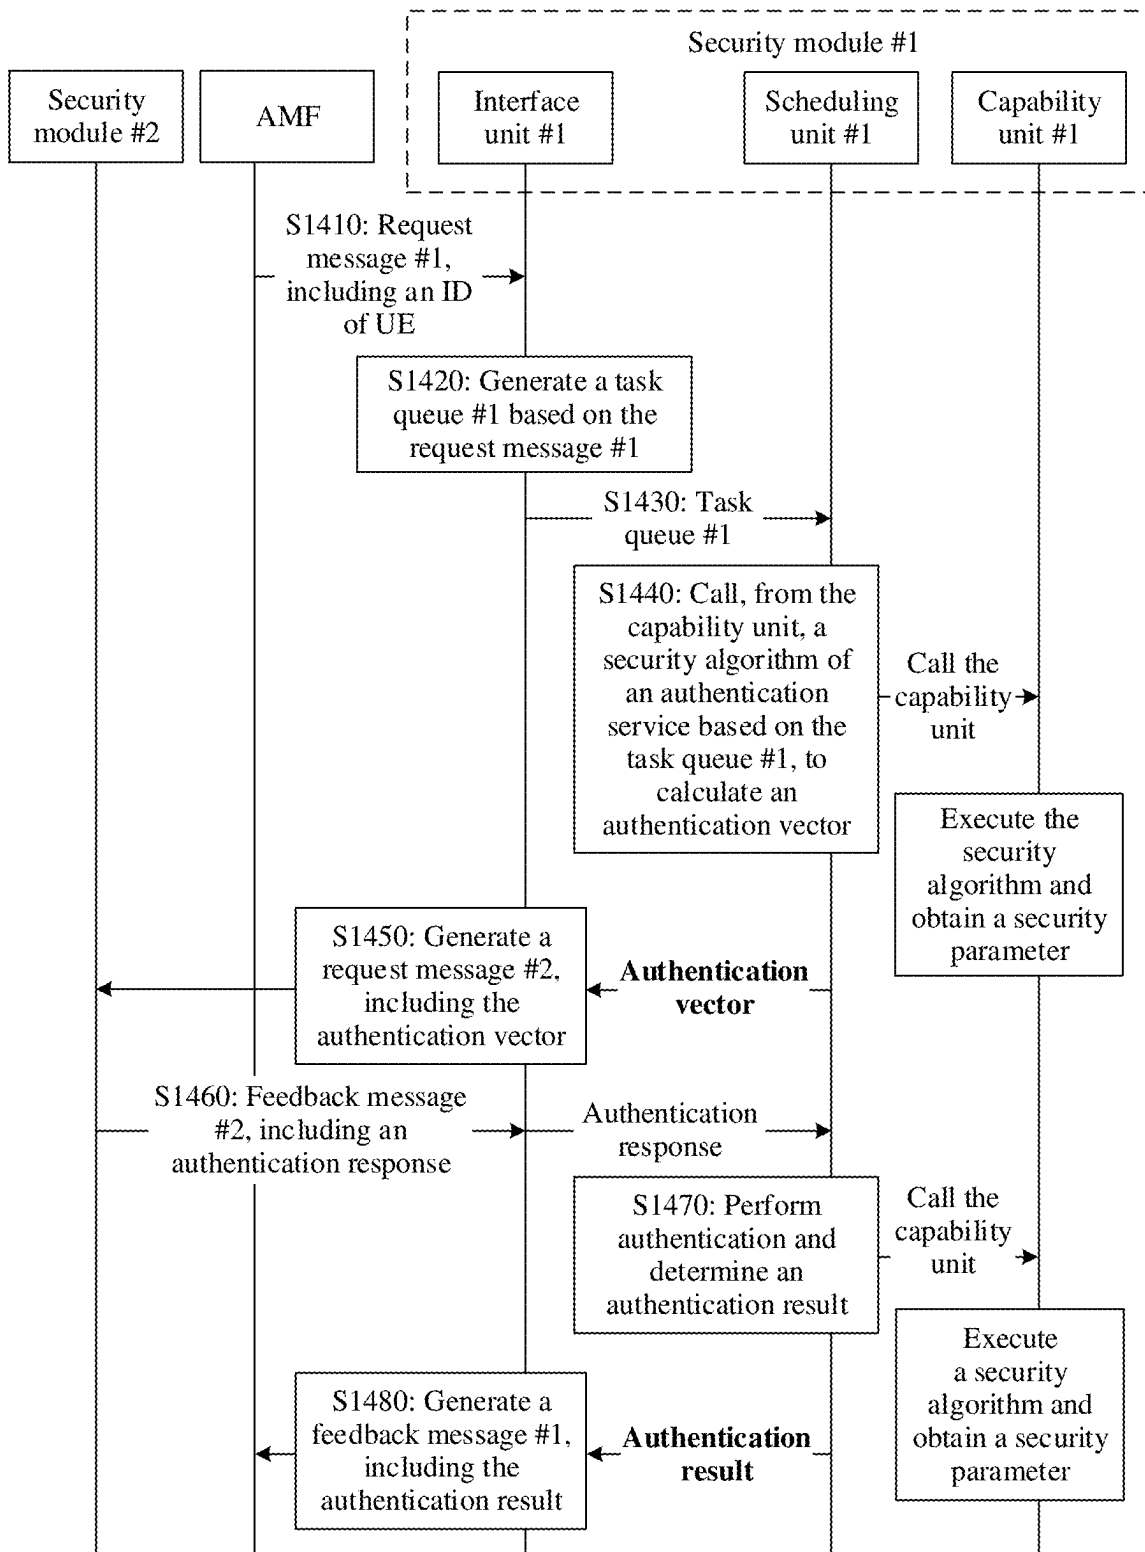 Security module #1
Security
module #2
AMF
Interface
unit #1
Scheduling
unit #1
Capability
unit #1
S1410: Request
message #1,
including an ID
of UE
S1420: Generate a task
queue #1 based on the
request message #1
S1430: Task
queue #1
S1440: Call, from the
capability unit, a
security algorithm of
an authentication
service based on the
task queue #1, to
calculate an
authentication vector
Call the
capability
unit
Execute the
security
algorithm and
obtain a security
parameter
Authentication
vector
S1450: Generate a
request message #2,
including the
authentication vector
S1460: Feedback message
#2, including an
authentication response
Authentication
response
S1470: Perform
authentication and
determine an
authentication result
Call the
capability
unit
Execute
a security
algorithm and
obtain a security
parameter
Authentication
result
S1480: Generate a
feedback message #1,
including the
authentication result